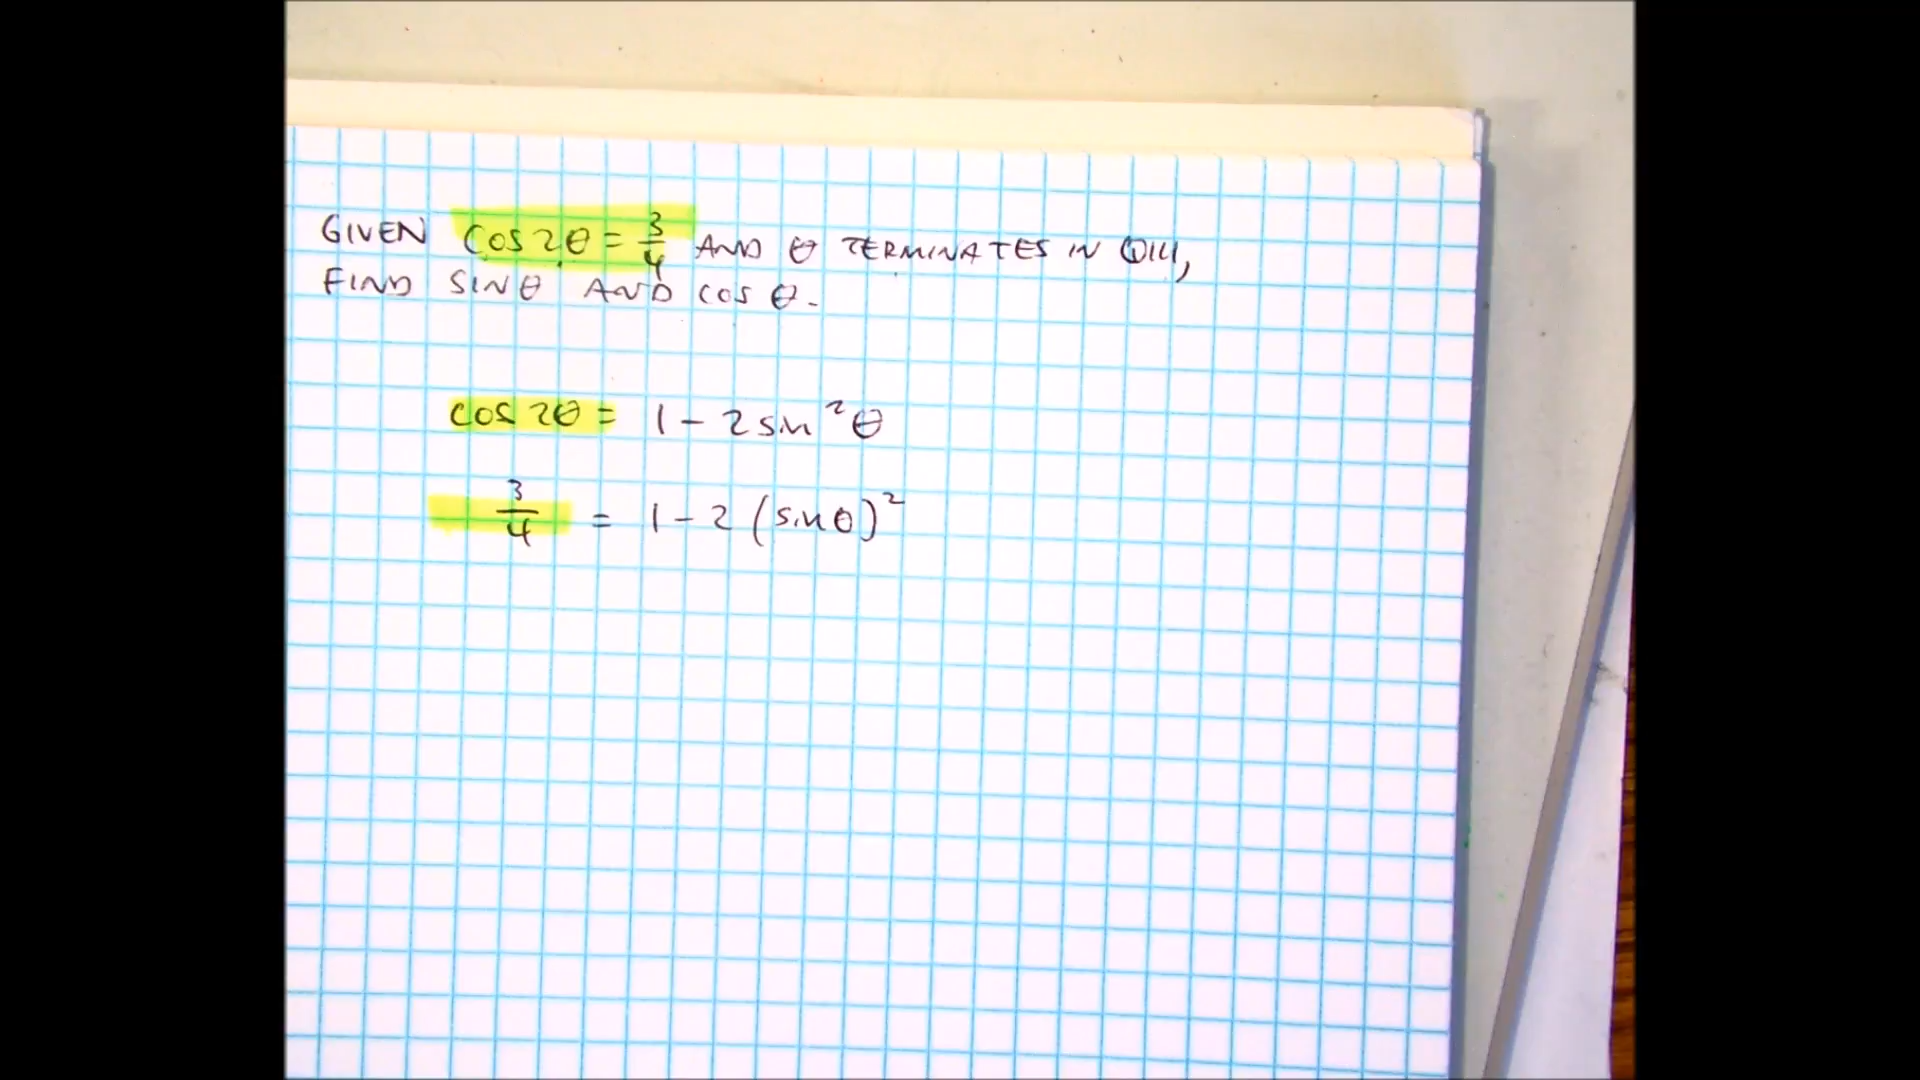 GIVEN cos 2θ = 3/4 AND θ TERMINATES IN QIII,
FIND SIN θ AND COS θ.
cos 2θ = 1 - 2 sin²θ
3/4 = 1 - 2 (sin θ)²